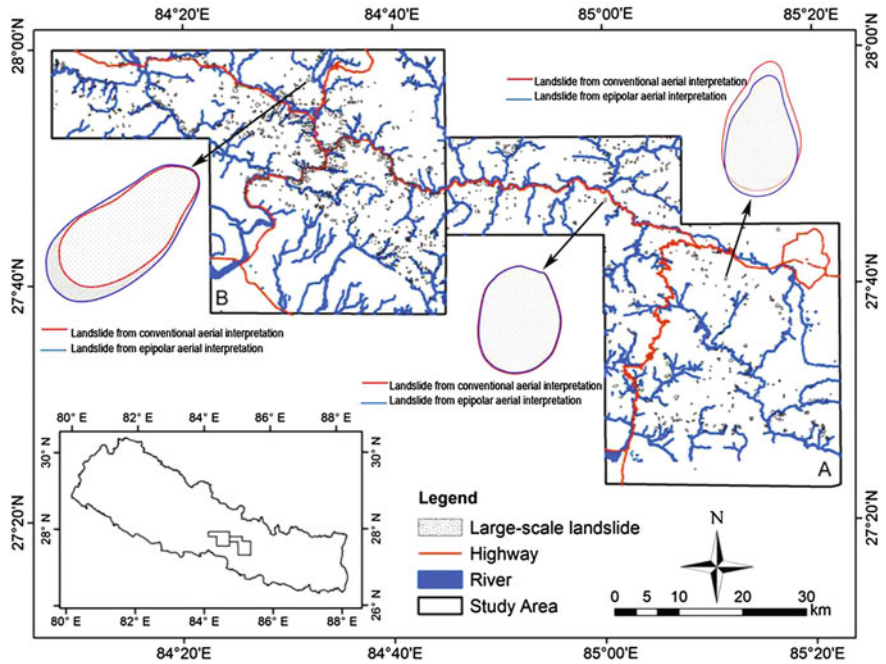 84°20'E 84°40'E 85°00'E 85°20'E
28°00'N
28°00'N
Landslide from conventional aerial interpretation
Landslide from epipolar aerial interpretation
27°40'N
27°40'N
B
Landslide from conventional aerial interpretation
Landslide from epipolar aerial interpretation
Landslide from conventional aerial interpretation
Landslide from epipolar aerial interpretation
A
80° E 82° E 84° E 86° E 88° E
30° N
30° N
28° N
28° N
26° N
80° E 82° E 84° E 86° E 88° E
27°20'N
27°20'N
Legend
Large-scale landslide
Highway
River
Study Area
N
0 5 10 20 30
km
84°20'E 84°40'E 85°00'E 85°20'E